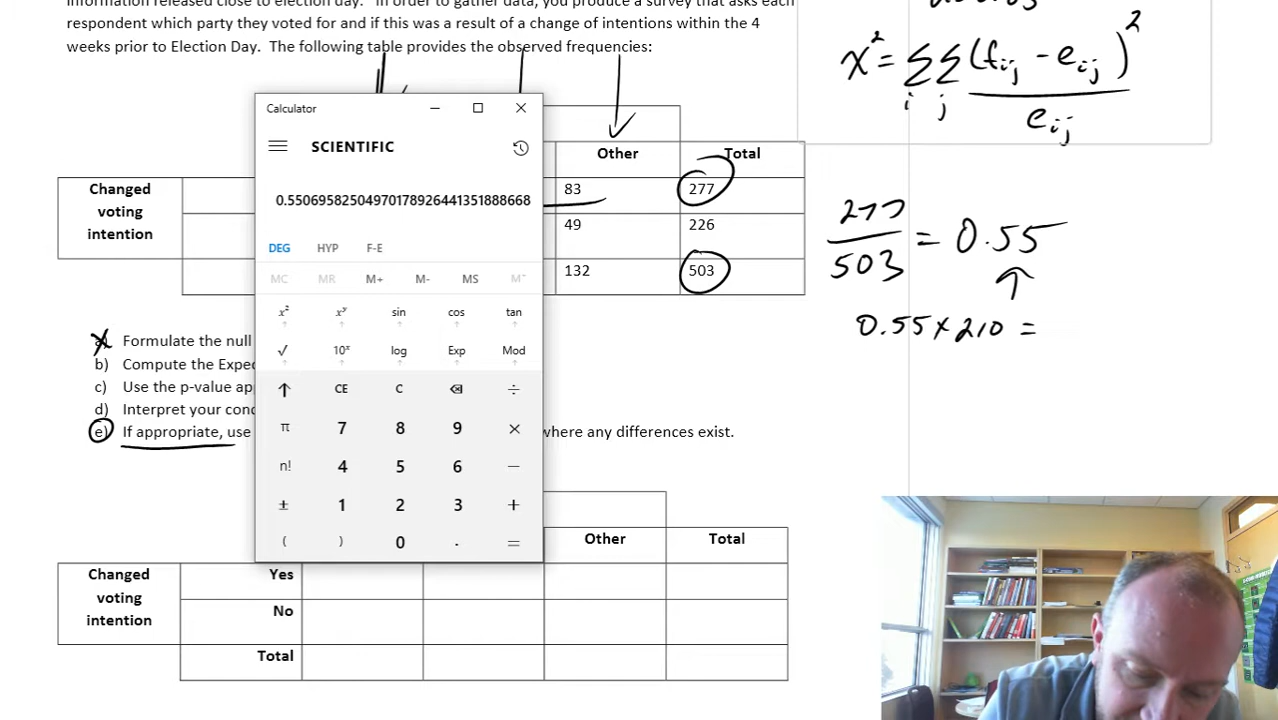 information released close to election day. In order to gather data, you produce a survey that asks each
respondent which party they voted for and if this was a result of a change of intentions within the 4
weeks prior to Election Day. The following table provides the observed frequencies:
χ² = Σ Σ (fij - eij)²
i j eij
Calculator
SCIENTIFIC
0.55069582504970178926441351888668
DEG HYP F-E
MC MR M+ M- MS
x² xʸ sin cos tan
√ 10ˣ log Exp Mod
↑ CE C ÷
π 7 8 9 ×
n! 4 5 6 −
± 1 2 3 +
( ) 0 . =
Other Total
Changed
voting
intention
83 277
49 226
132 503
277
503
= 0.55
0.55 × 210 =
Formulate the null
b) Compute the Expe
c) Use the p-value ap
d) Interpret your con
e) If appropriate, use where any differences exist.
Other Total
Changed
voting
intention
Yes
No
Total